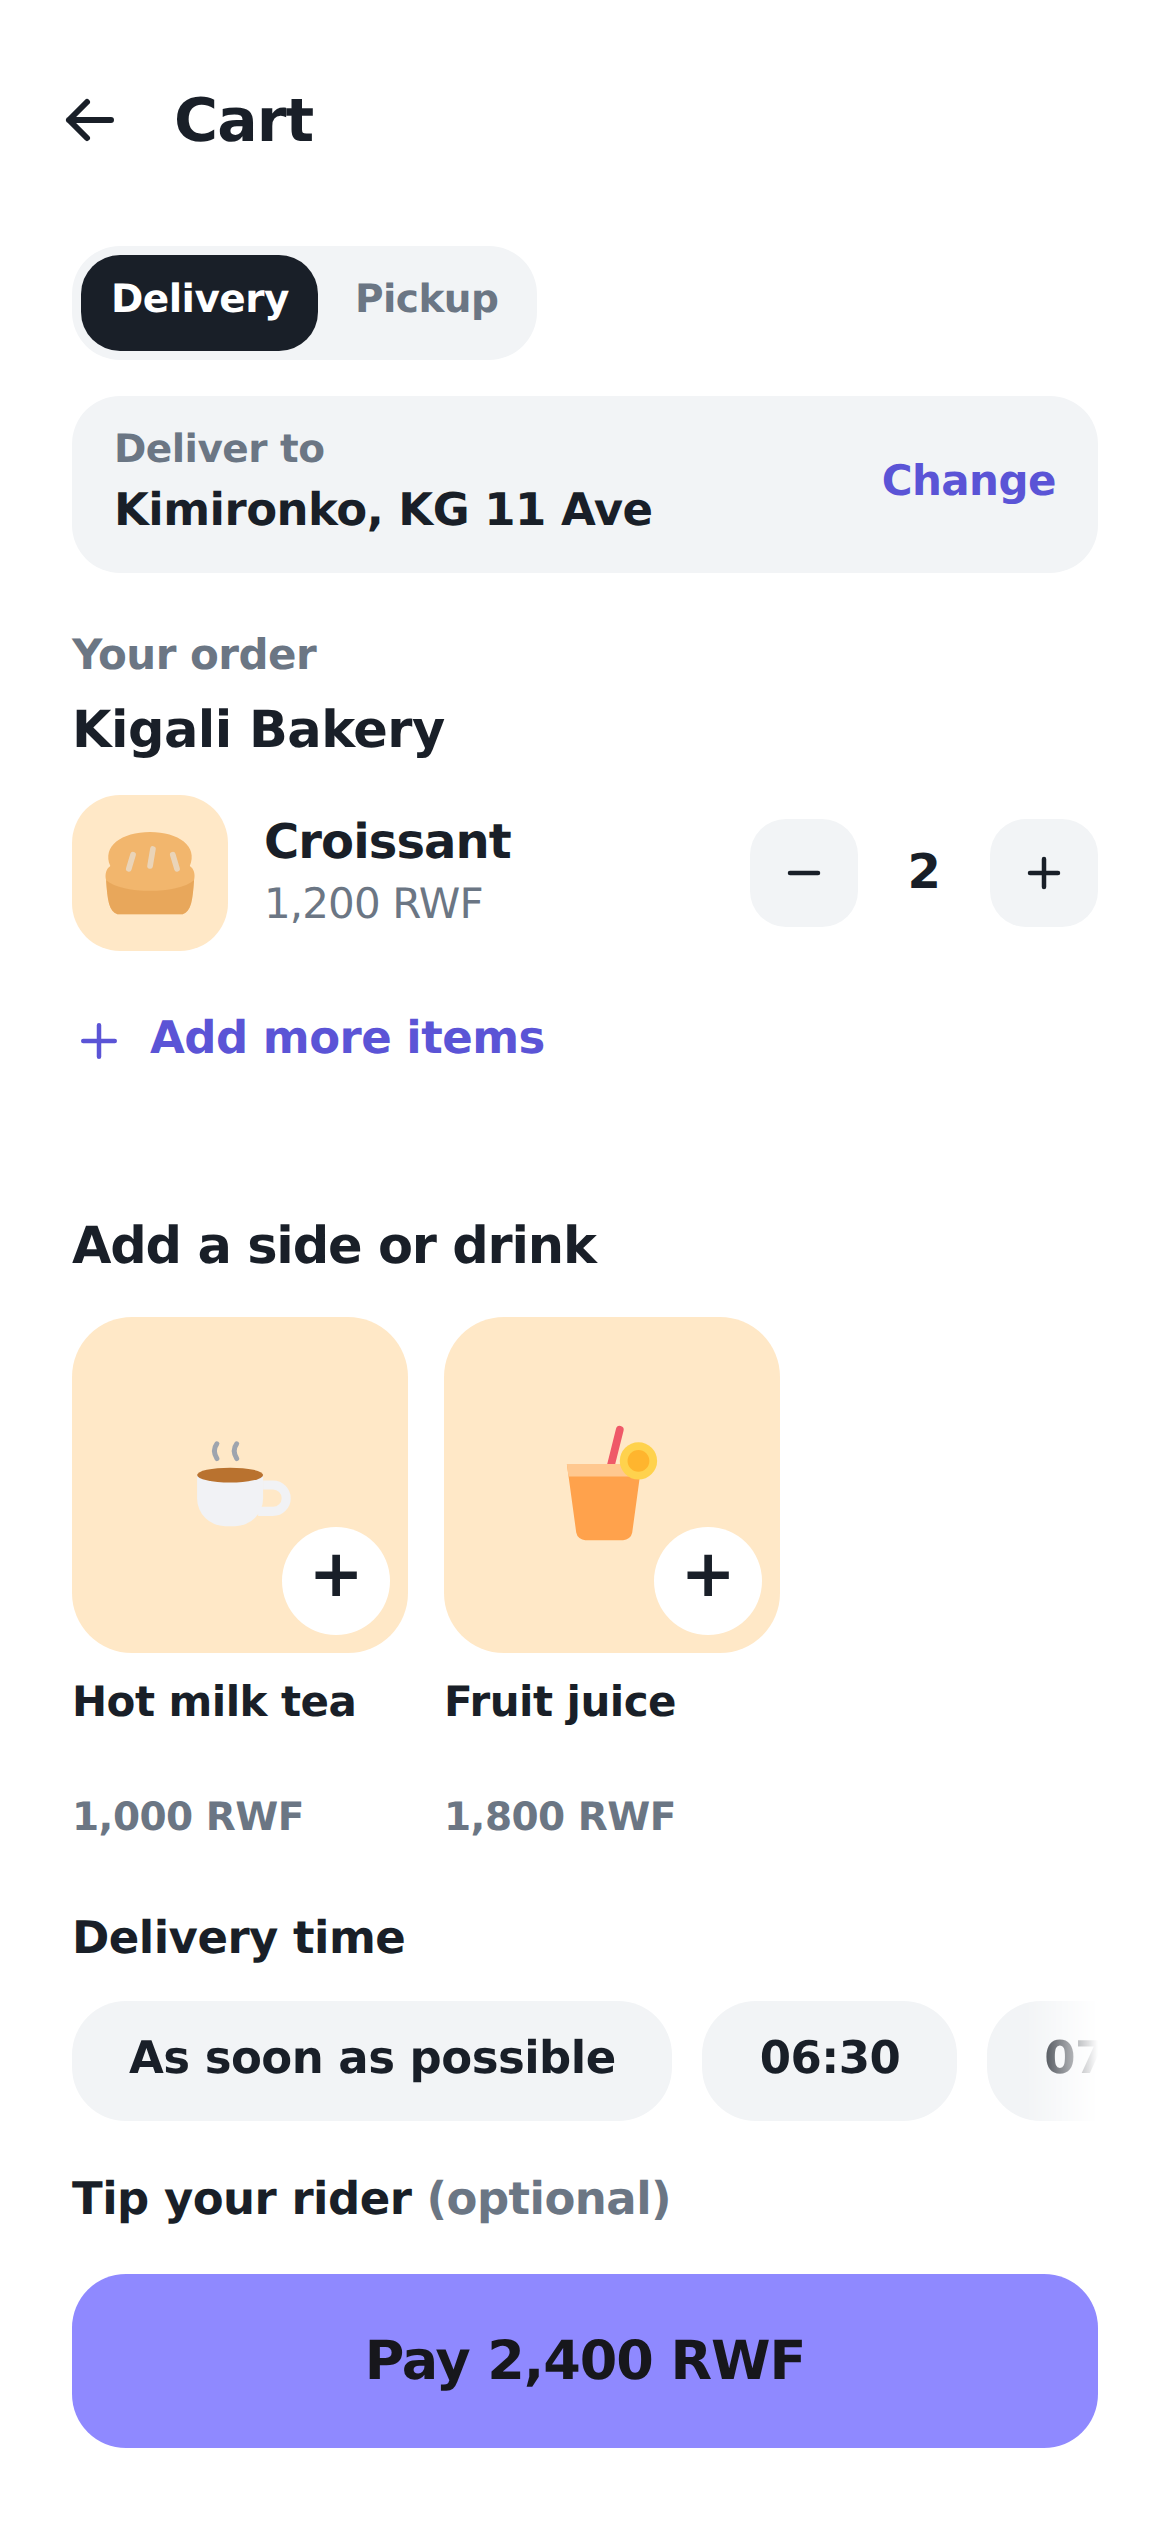 Cart
Delivery Pickup
Deliver to
Kimironko, KG 11 Ave
Change
Your order
Kigali Bakery
Croissant
1,200 RWF
2
Add more items
Add a side or drink
Hot milk tea
1,000 RWF
Fruit juice
1,800 RWF
Delivery time
As soon as possible 06:30
Tip your rider (optional)
Pay 2,400 RWF